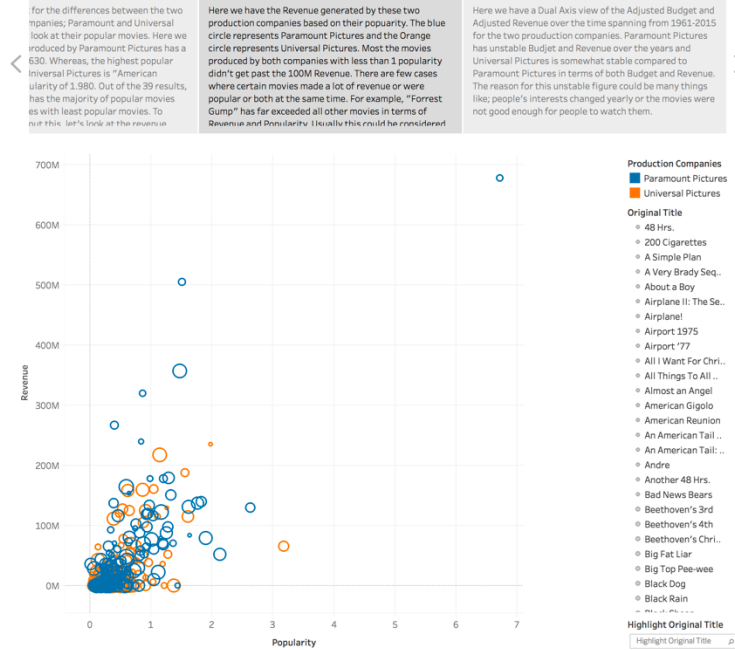 for the differences between the two
mpanies; Paramount and Universal
look at their popular movies. Here we
roduced by Paramount Pictures has a
630. Whereas, the highest popular
niversal Pictures is "American
ularity of 1.980. Out of the 39 results,
has the majority of popular movies
es with least popular movies. To
out this, let's look at the revenue
Here we have the Revenue generated by these two
production companies based on their popuarity. The blue
circle represents Paramount Pictures and the Orange
circle represents Universal Pictures. Most the movies
produced by both companies with less than 1 popularity
didn't get past the 100M Revenue. There are few cases
where certain movies made a lot of revenue or were
popular or both at the same time. For example, "Forrest
Gump" has far exceeded all other movies in terms of
Revenue and Popularity. Usually this could be considered
Here we have a Dual Axis view of the Adjusted Budget and
Adjusted Revenue over the time spanning from 1961-2015
for the two prouduction companies. Paramount Pictures
has unstable Budjet and Revenue over the years and
Universal Pictures is somewhat stable compared to
Paramount Pictures in terms of both Budget and Revenue.
The reason for this unstable figure could be many things
like; people's interests changed yearly or the movies were
not good enough for people to watch them.
700M
600M
500M
400M
300M
200M
100M
0M
Revenue
0 1 2 3 4 5 6 7
Popularity
Production Companies
Paramount Pictures
Universal Pictures
Original Title
48 Hrs.
200 Cigarettes
A Simple Plan
A Very Brady Seq..
About a Boy
Airplane II: The Se..
Airplane!
Airport 1975
Airport '77
All I Want For Chri..
All Things To All ..
Almost an Angel
American Gigolo
American Reunion
An American Tail ..
An American Tail: ..
Andre
Another 48 Hrs.
Bad News Bears
Beethoven's 3rd
Beethoven's 4th
Beethoven's Chri..
Big Fat Liar
Big Top Pee-wee
Black Dog
Black Rain
Black Sheep
Highlight Original Title
Highlight Original Title